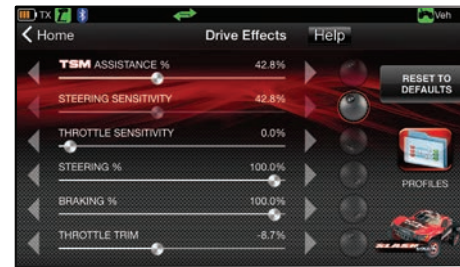 TX Veh
Home Drive Effects Help
TSM ASSISTANCE % 42.8%
STEERING SENSITIVITY 42.8%
THROTTLE SENSITIVITY 0.0%
STEERING % 100.0%
BRAKING % 100.0%
THROTTLE TRIM -8.7%
RESET TO
DEFAULTS
PROFILES
SLASH